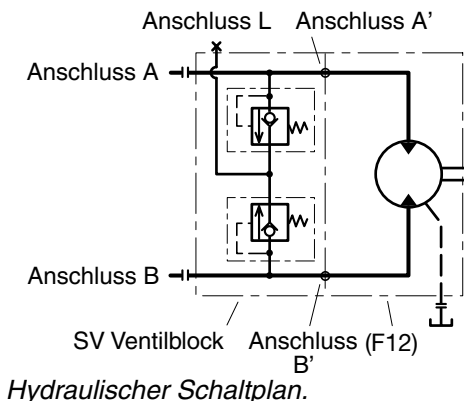 Anschluss L Anschluss A’
Anschluss A
Anschluss B
SV Ventilblock Anschluss (F12)
B’
Hydraulischer Schaltplan.